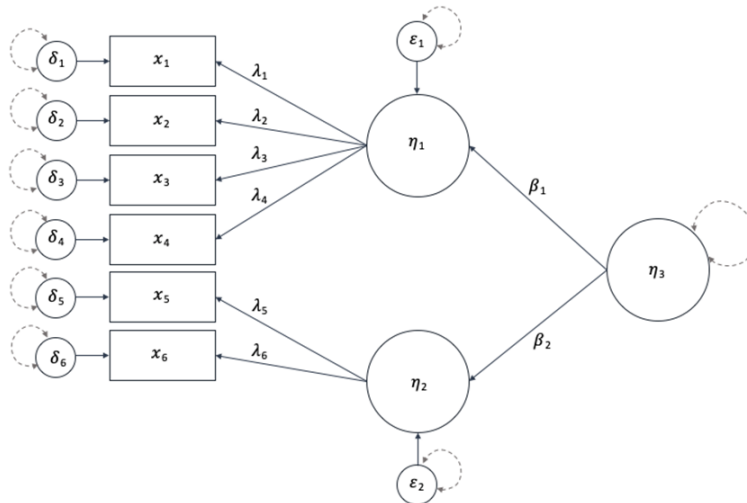 ε₁
δ₁ x₁ λ₁
δ₂ x₂ λ₂ η₁
δ₃ x₃ λ₃
δ₄ x₄ λ₄ β₁
η₃
δ₅ x₅ λ₅
δ₆ x₆ λ₆ β₂
η₂
ε₂